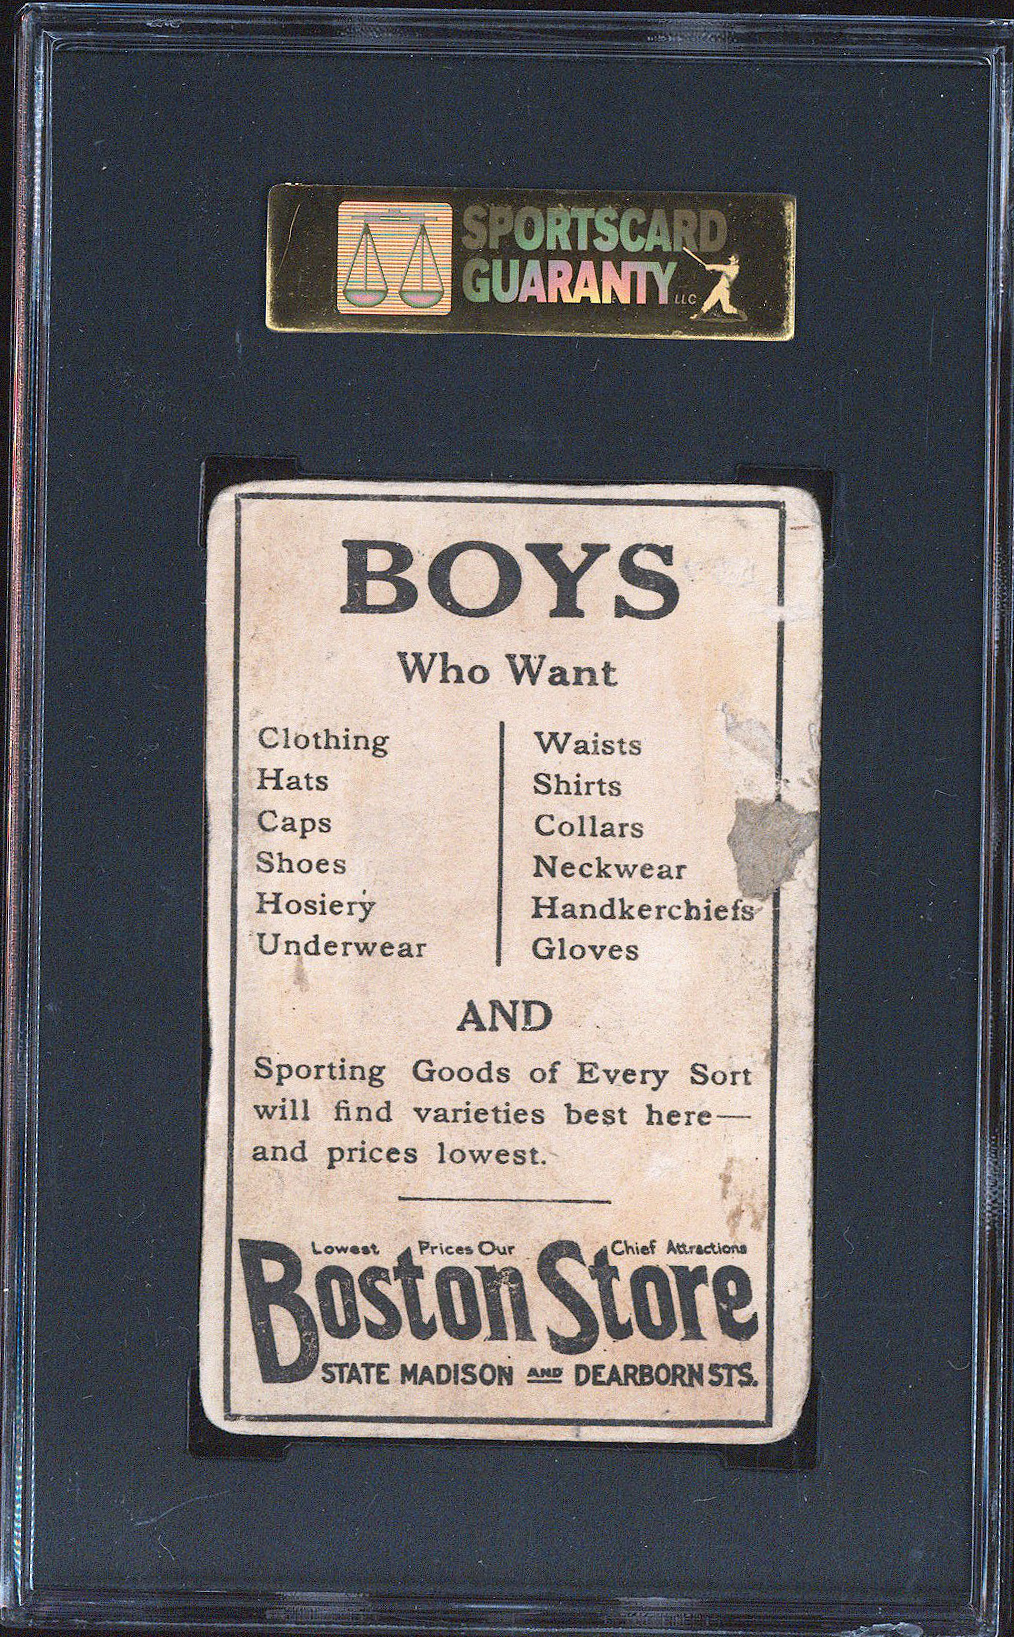 SPORTSCARD
GUARANTY LLC
BOYS
Who Want
Clothing
Hats
Caps
Shoes
Hosiery
Underwear
Waists
Shirts
Collars
Neckwear
Handkerchiefs
Gloves
AND
Sporting Goods of Every Sort
will find varieties best here—
and prices lowest.
Lowest Prices Our Chief Attractions
Boston Store
STATE MADISON AND DEARBORN STS.